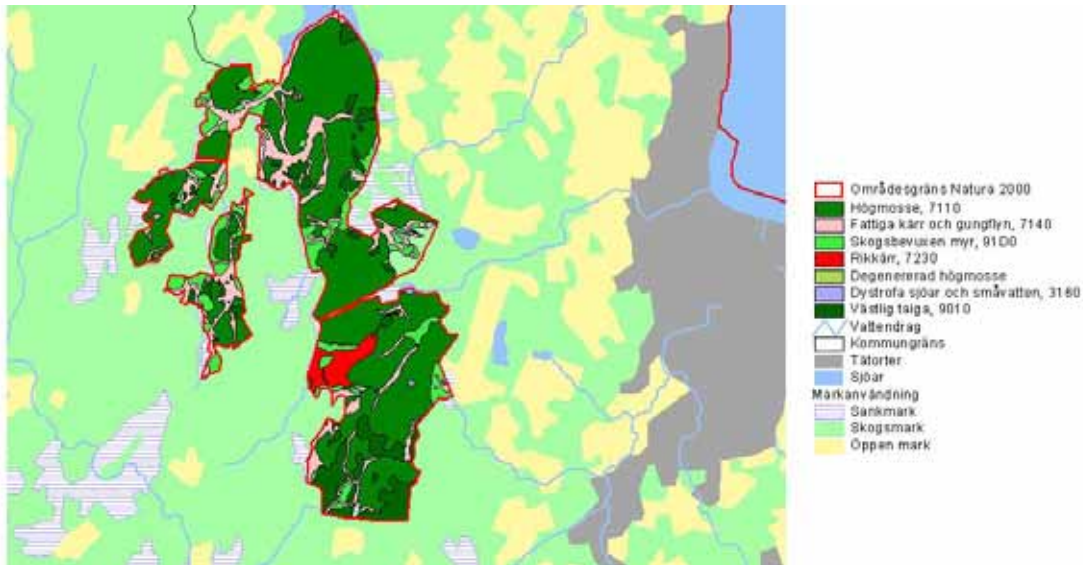 Områdesgräns Natura 2000
Högmosse, 7110
Fattiga kärr och gungflyn, 7140
Skogsbevuxen myr, 91D0
Rikkärr, 7230
Degenererad högmosse
Dystrofa sjöar och småvatten, 3160
Västlig taiga, 9010
Vattendrag
Kommungräns
Tätorter
Sjöar
Markanvändning
Sankmark
Skogsmark
Öppen mark